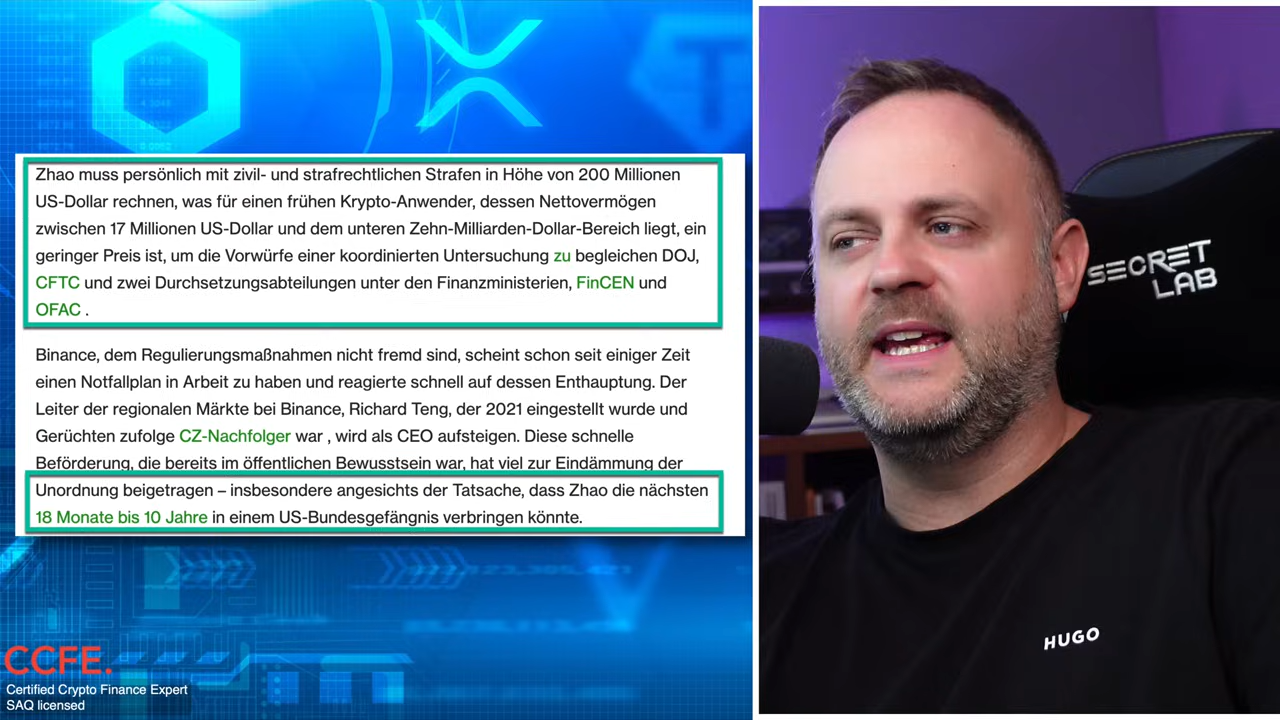 Zhao muss persönlich mit zivil- und strafrechtlichen Strafen in Höhe von 200 Millionen
US-Dollar rechnen, was für einen frühen Krypto-Anwender, dessen Nettovermögen
zwischen 17 Millionen US-Dollar und dem unteren Zehn-Milliarden-Dollar-Bereich liegt, ein
geringer Preis ist, um die Vorwürfe einer koordinierten Untersuchung zu begleichen DOJ,
CFTC und zwei Durchsetzungsabteilungen unter den Finanzministerien, FinCEN und
OFAC .
Binance, dem Regulierungsmaßnahmen nicht fremd sind, scheint schon seit einiger Zeit
einen Notfallplan in Arbeit zu haben und reagierte schnell auf dessen Enthauptung. Der
Leiter der regionalen Märkte bei Binance, Richard Teng, der 2021 eingestellt wurde und
Gerüchten zufolge CZ-Nachfolger war , wird als CEO aufsteigen. Diese schnelle
Beförderung, die bereits im öffentlichen Bewusstsein war, hat viel zur Eindämmung der
Unordnung beigetragen – insbesondere angesichts der Tatsache, dass Zhao die nächsten
18 Monate bis 10 Jahre in einem US-Bundesgefängnis verbringen könnte.
CCFE.
Certified Crypto Finance Expert
SAQ licensed
SECRET
LAB
HUGO